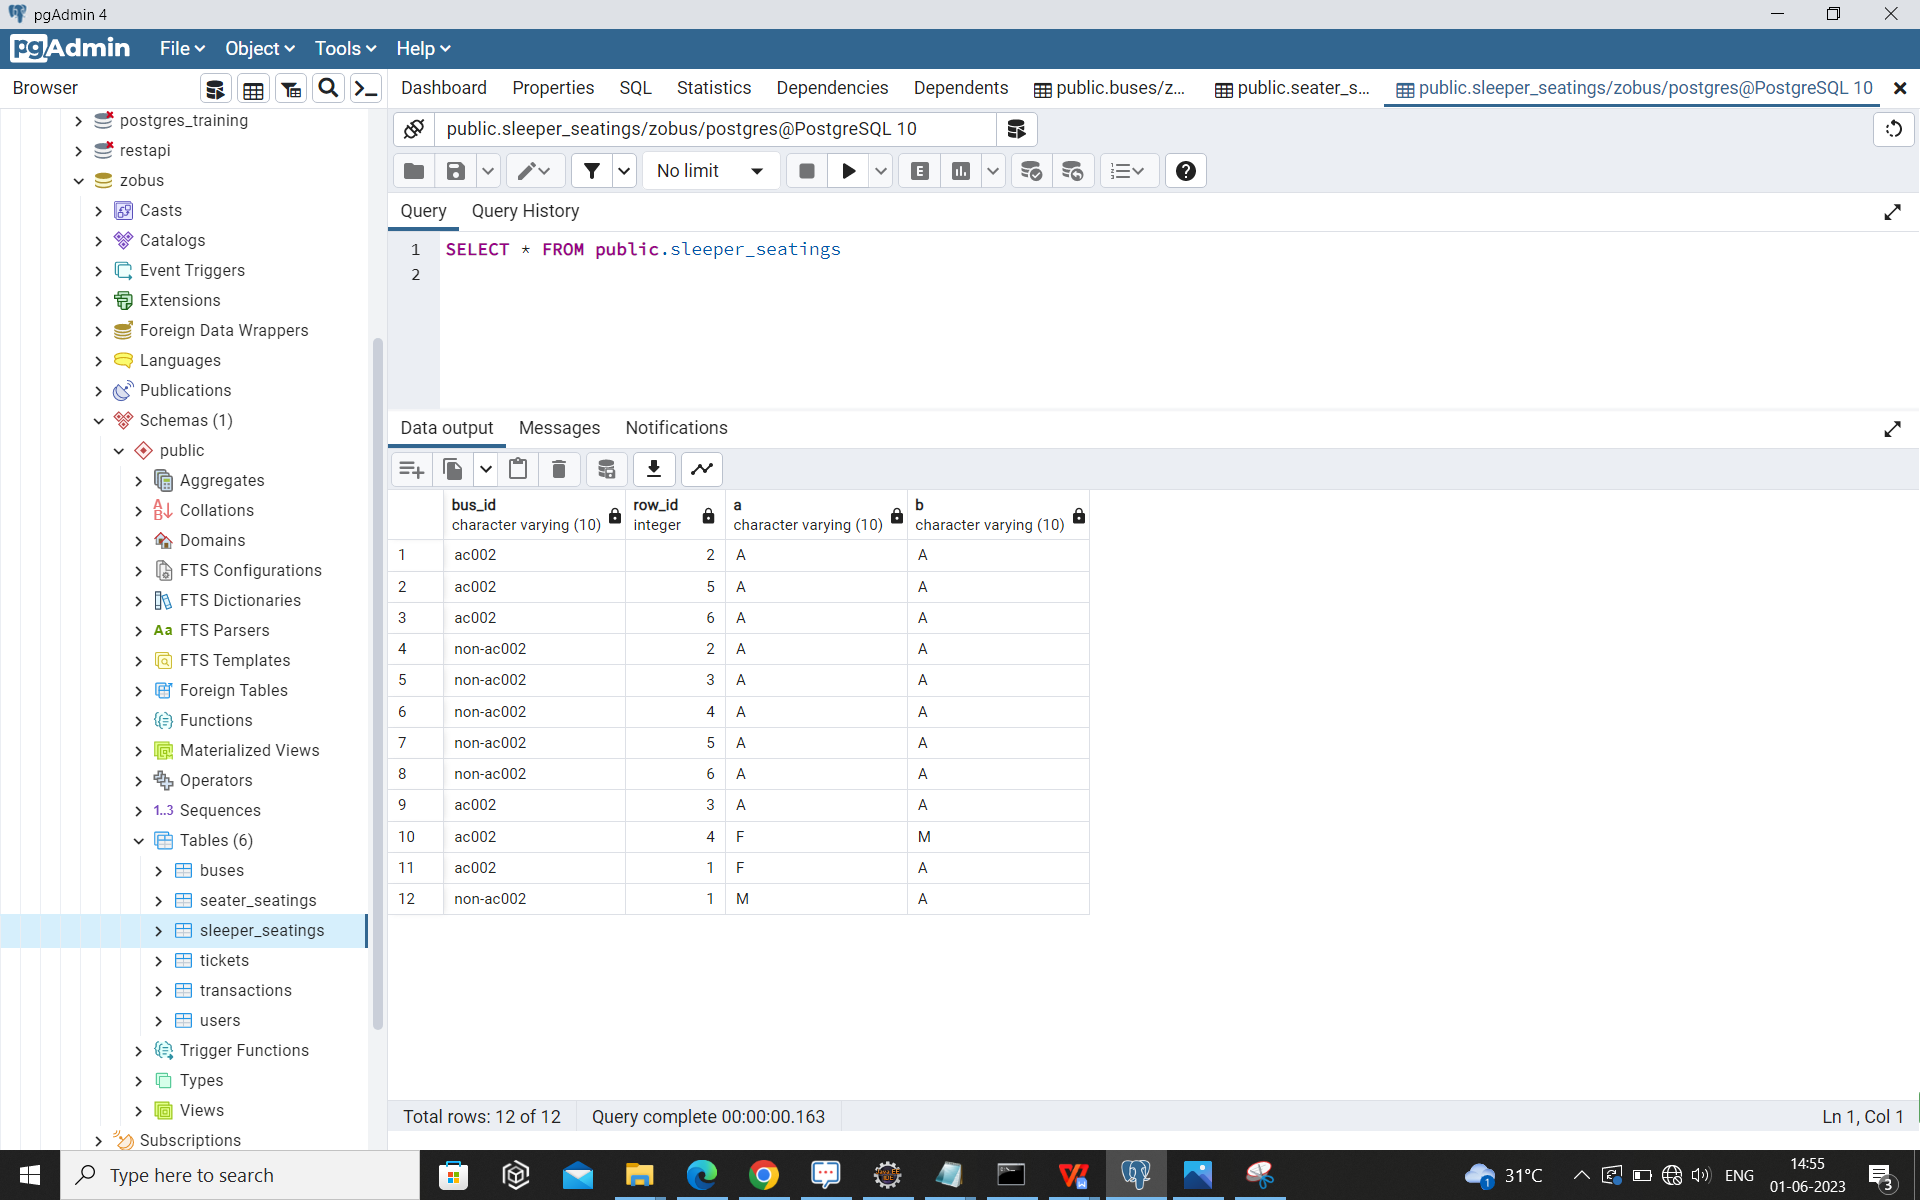 pgAdmin 4
pgAdmin File Object Tools Help
Browser
Dashboard Properties SQL Statistics Dependencies Dependents public.buses/z... public.seater_s... public.sleeper_seatings/zobus/postgres@PostgreSQL 10
postgres_training
restapi
zobus
Casts
Catalogs
Event Triggers
Extensions
Foreign Data Wrappers
Languages
Publications
Schemas (1)
public
Aggregates
Collations
Domains
FTS Configurations
FTS Dictionaries
Aa FTS Parsers
FTS Templates
Foreign Tables
Functions
Materialized Views
Operators
1..3 Sequences
Tables (6)
buses
seater_seatings
sleeper_seatings
tickets
transactions
users
Trigger Functions
Types
Views
Subscriptions
public.sleeper_seatings/zobus/postgres@PostgreSQL 10
No limit E
Query Query History
1 SELECT * FROM public.sleeper_seatings
2
Data output Messages Notifications
bus_id row_id a b
character varying (10) integer character varying (10) character varying (10)
1 ac002 2 A A
2 ac002 5 A A
3 ac002 6 A A
4 non-ac002 2 A A
5 non-ac002 3 A A
6 non-ac002 4 A A
7 non-ac002 5 A A
8 non-ac002 6 A A
9 ac002 3 A A
10 ac002 4 F M
11 ac002 1 F A
12 non-ac002 1 M A
Total rows: 12 of 12 Query complete 00:00:00.163 Ln 1, Col 1
Type here to search 1 31°C ENG 14:55 3
01-06-2023